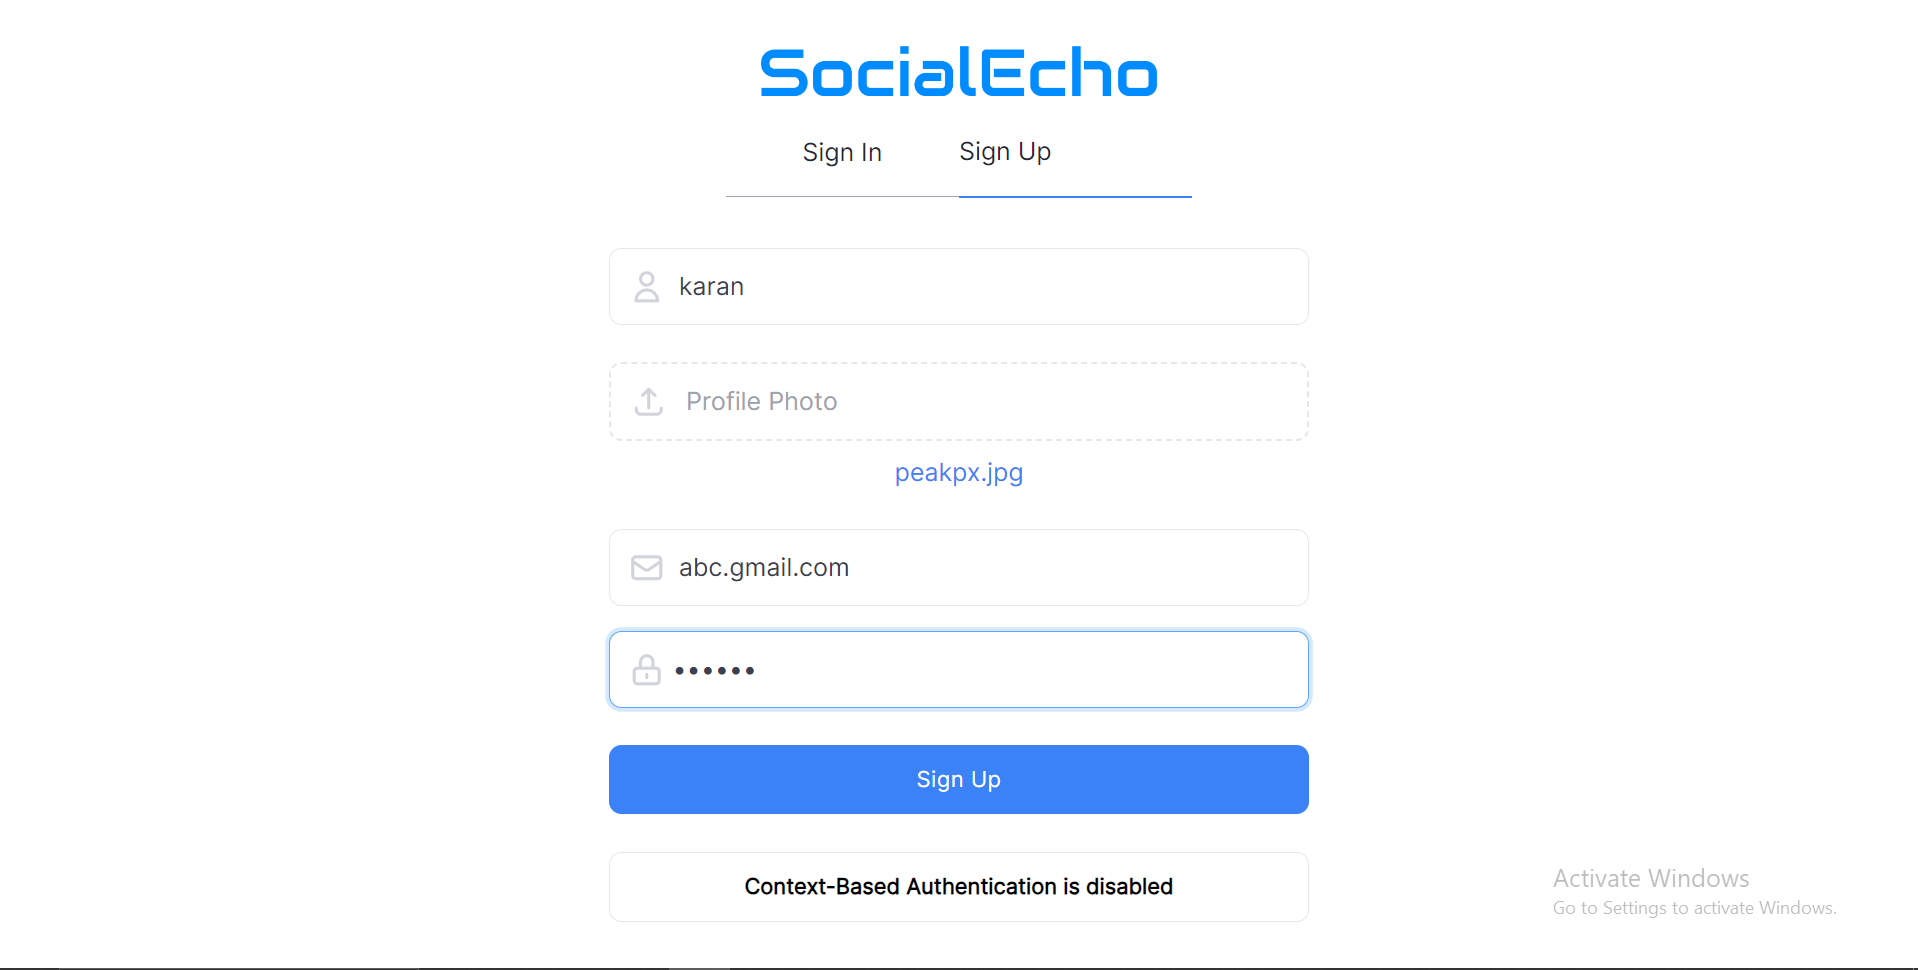 SocialEcho
Sign In Sign Up
karan
Profile Photo
peakpx.jpg
abc.gmail.com
••••••
Sign Up
Context-Based Authentication is disabled
Activate Windows
Go to Settings to activate Windows.